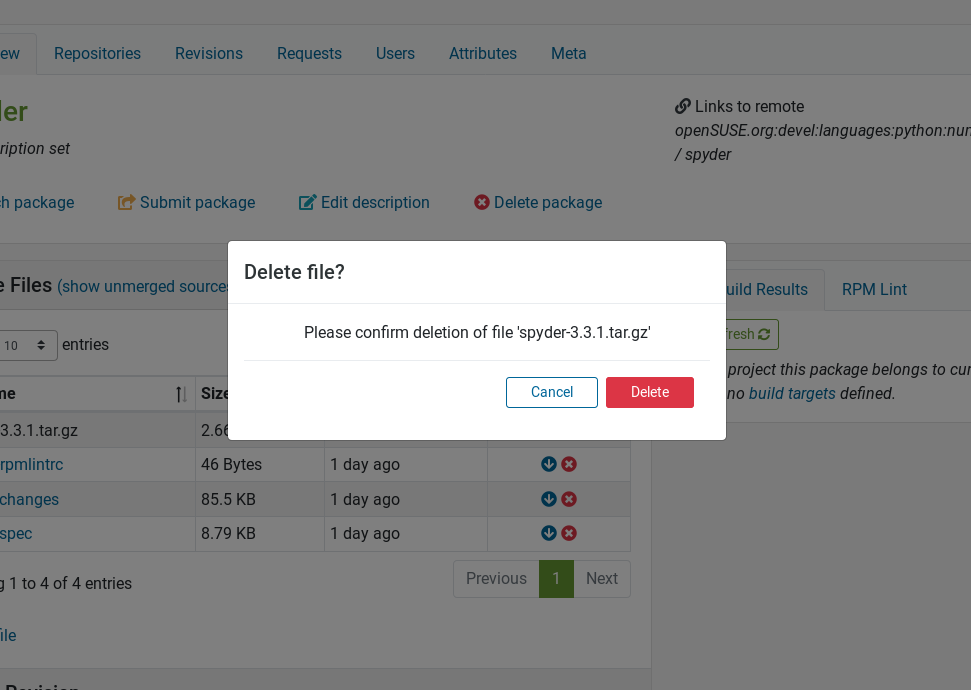 ew Repositories Revisions Requests Users Attributes Meta
er
ription set
Links to remote
openSUSE.org:devel:languages:python:nu
/ spyder
h package Submit package Edit description Delete package
Delete file?
e Files (show unmerged sources
uild Results RPM Lint
Please confirm deletion of file 'spyder-3.3.1.tar.gz'
10 entries
fresh
project this package belongs to cu
no build targets defined.
Cancel Delete
me Size
3.3.1.tar.gz 2.6
rpmlintrc 46 Bytes 1 day ago
changes 85.5 KB 1 day ago
spec 8.79 KB 1 day ago
g 1 to 4 of 4 entries
Previous 1 Next
file